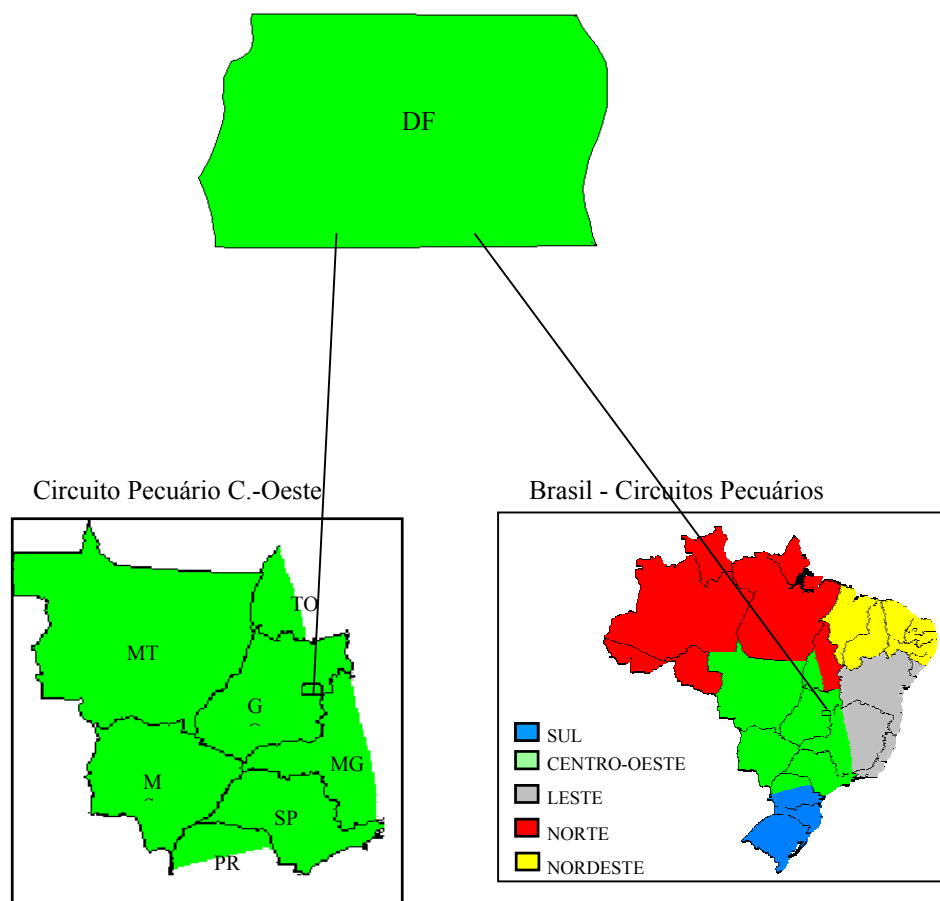 DF
Circuito Pecuário C.-Oeste
Brasil - Circuitos Pecuários
TO
MT
G
M
MG
SP
PR
SUL
CENTRO-OESTE
LESTE
NORTE
NORDESTE